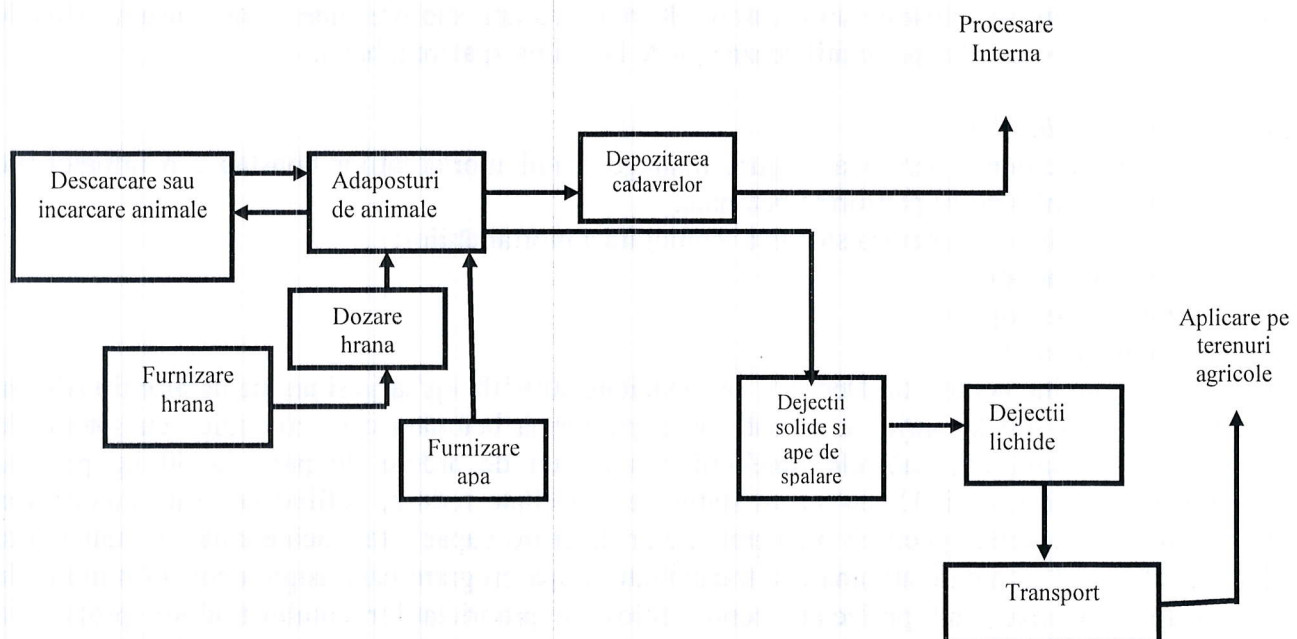 Procesare
Interna
Descarcare sau
incarcare animale
Adaposturi
de animale
Depozitarea
cadavrelor
Dozare
hrana
Furnizare
hrana
Furnizare
apa
Dejectii
solide si
ape de
spalare
Dejectii
lichide
Aplicare pe
terenuri
agricole
Transport